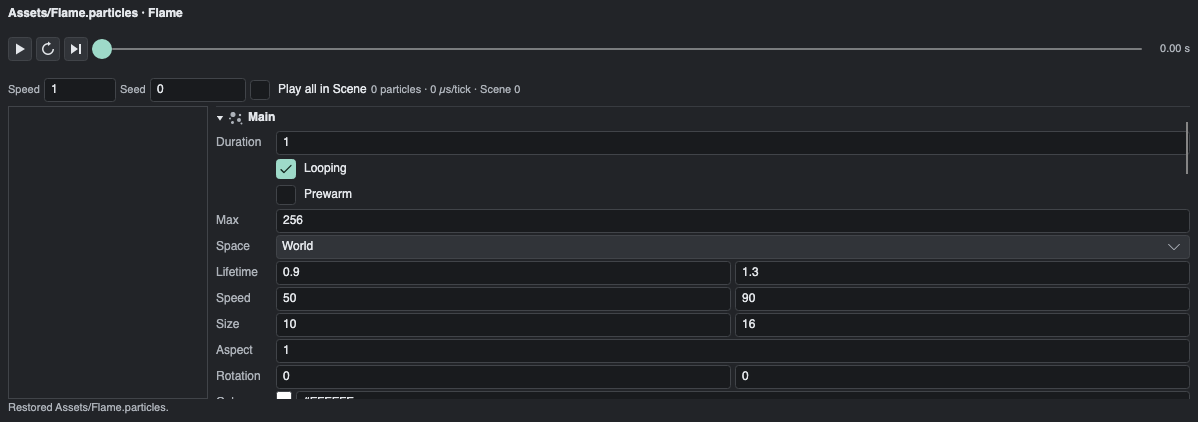 Assets/Flame.particles · Flame
0.00 s
Speed 1 Seed 0 Play all in Scene 0 particles · 0 µs/tick · Scene 0
Main
Duration 1
Looping
Prewarm
Max 256
Space World
Lifetime 0.9 1.3
Speed 50 90
Size 10 16
Aspect 1
Rotation 0 0
Restored Assets/Flame.particles.